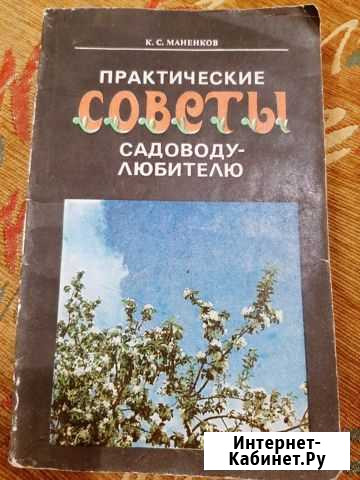 К. С. МАНЕНКОВ
ПРАКТИЧЕСКИЕ
СОВЕТЫ
САДОВОДУ-
ЛЮБИТЕЛЮ
Интернет-
Кабинет.Ру